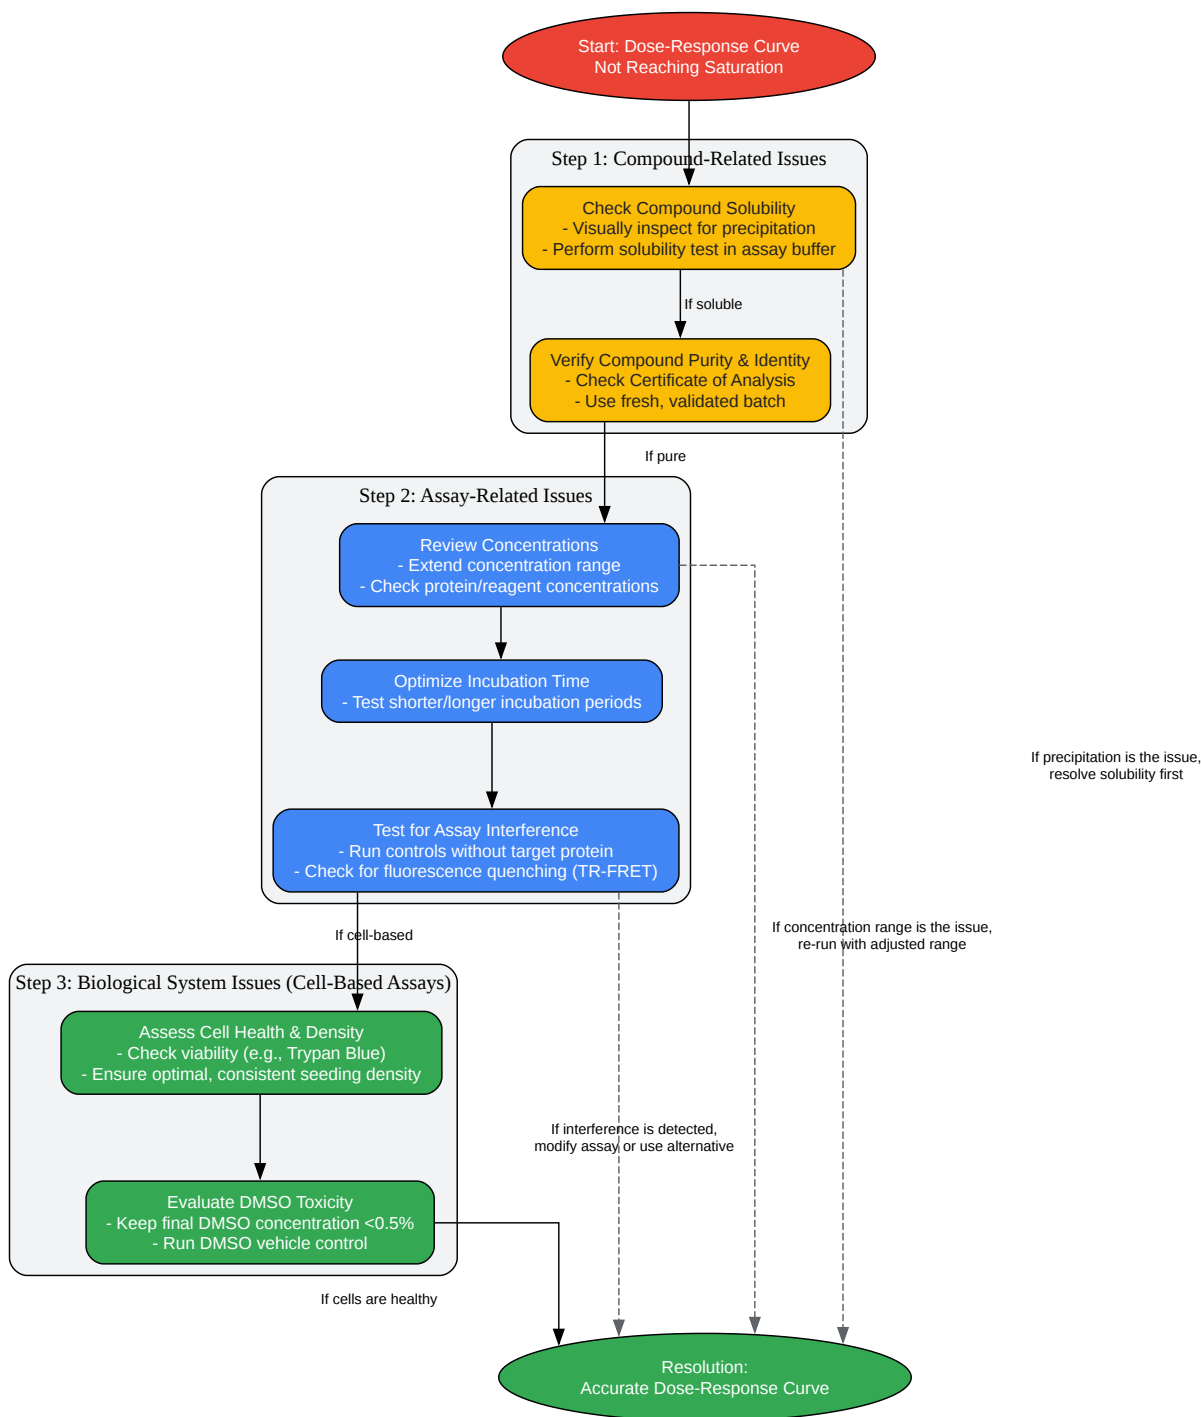 Start: Dose-Response Curve
Not Reaching Saturation
Step 1: Compound-Related Issues
Check Compound Solubility
- Visually inspect for precipitation
- Perform solubility test in assay buffer
If soluble
Verify Compound Purity & Identity
- Check Certificate of Analysis
- Use fresh, validated batch
If pure
Step 2: Assay-Related Issues
Review Concentrations
- Extend concentration range
- Check protein/reagent concentrations
Optimize Incubation Time
- Test shorter/longer incubation periods
If precipitation is the issue,
resolve solubility first
Test for Assay Interference
- Run controls without target protein
- Check for fluorescence quenching (TR-FRET)
If concentration range is the issue,
re-run with adjusted range
If cell-based
Step 3: Biological System Issues (Cell-Based Assays)
Assess Cell Health & Density
- Check viability (e.g., Trypan Blue)
- Ensure optimal, consistent seeding density
If interference is detected,
modify assay or use alternative
Evaluate DMSO Toxicity
- Keep final DMSO concentration <0.5%
- Run DMSO vehicle control
If cells are healthy
Resolution:
Accurate Dose-Response Curve